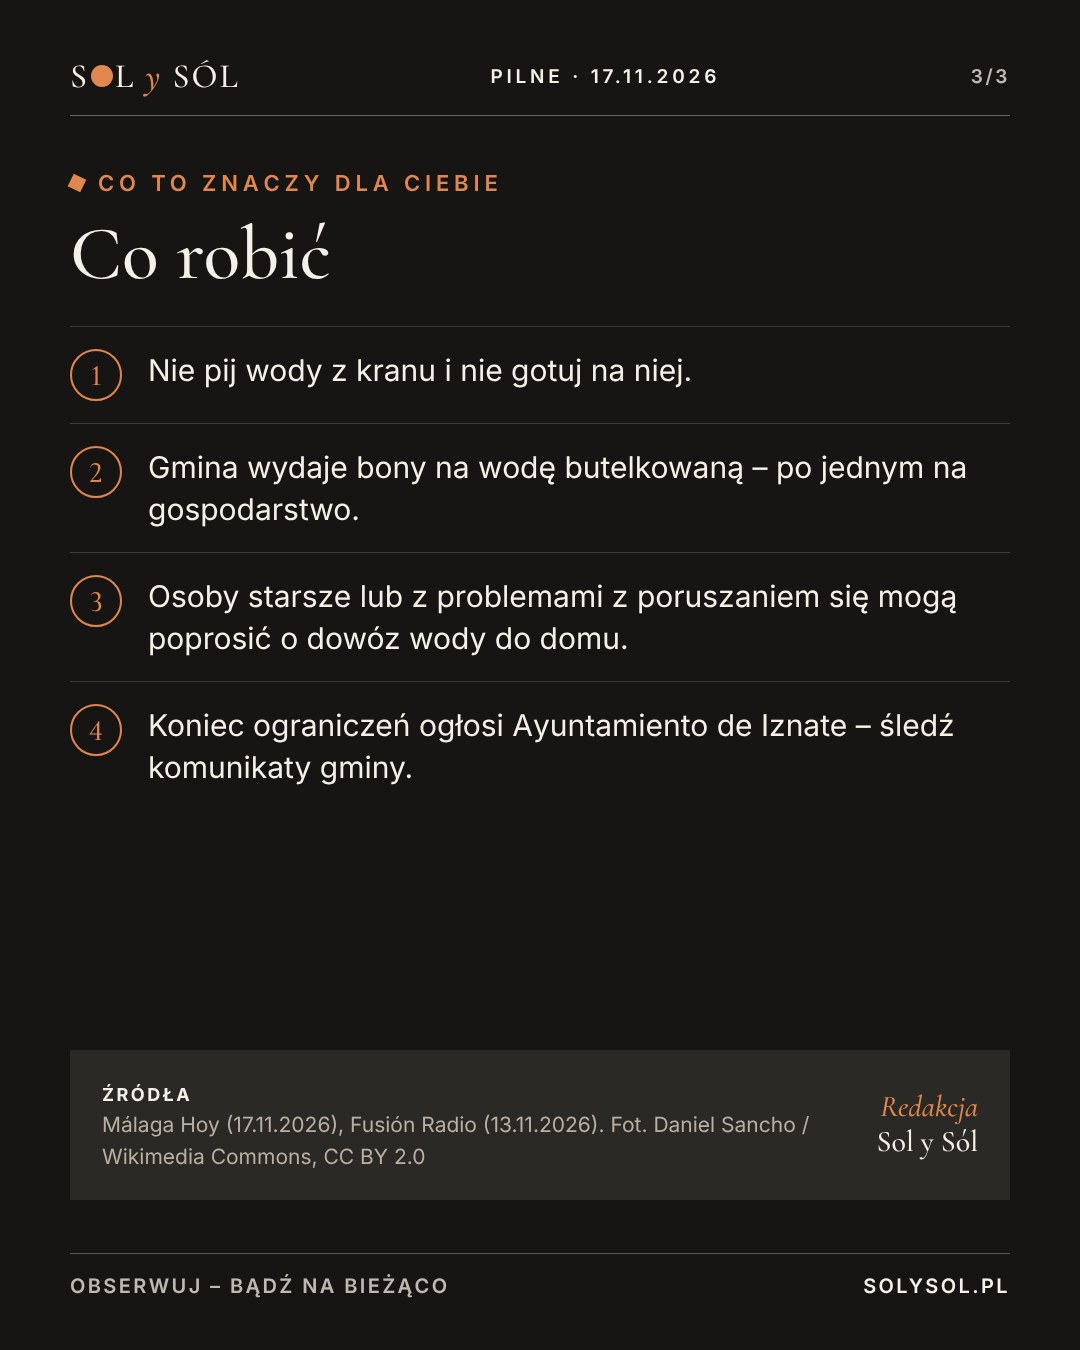 SOL y SÓL
PILNE · 17.11.2026
3/3
CO TO ZNACZY DLA CIEBIE
Co robić
1 Nie pij wody z kranu i nie gotuj na niej.
2 Gmina wydaje bony na wodę butelkowaną – po jednym na
gospodarstwo.
3 Osoby starsze lub z problemami z poruszaniem się mogą
poprosić o dowóz wody do domu.
4 Koniec ograniczeń ogłosi Ayuntamiento de Iznate – śledź
komunikaty gminy.
ŹRÓDŁA
Málaga Hoy (17.11.2026), Fusión Radio (13.11.2026). Fot. Daniel Sancho /
Wikimedia Commons, CC BY 2.0
Redakcja
Sol y Sól
OBSERWUJ – BĄDŹ NA BIEŻĄCO
SOLYSOL.PL